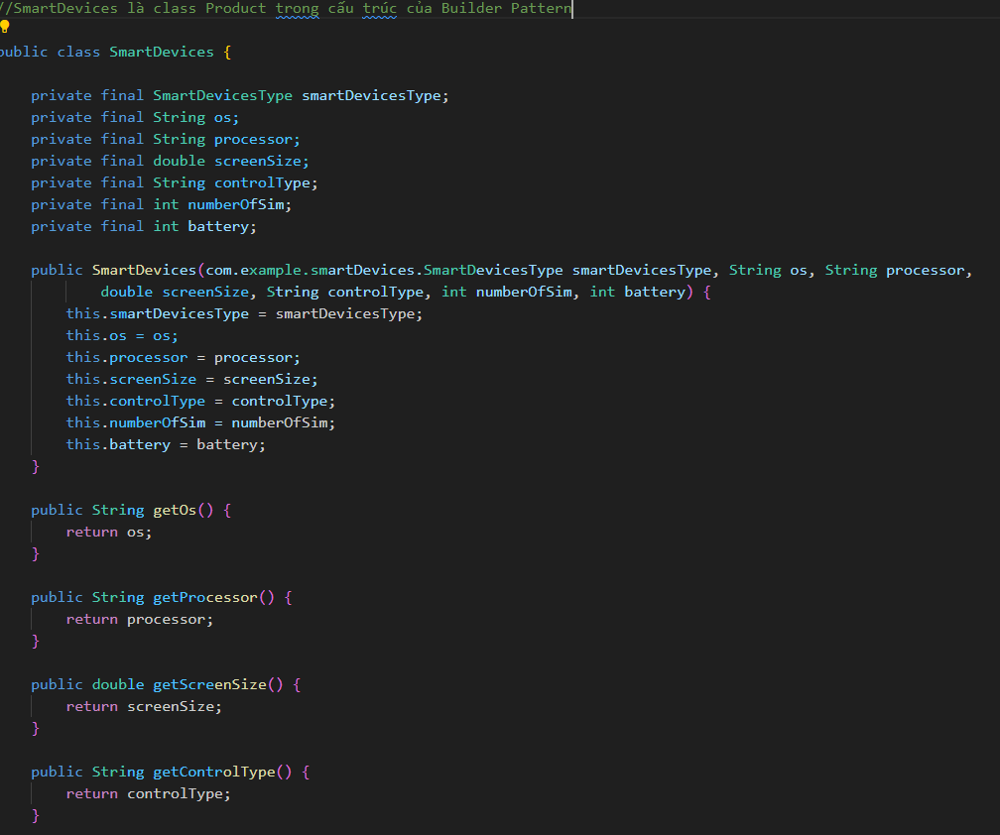 //SmartDevices là class Product trong cấu trúc của Builder Pattern
public class SmartDevices {
private final SmartDevicesType smartDevicesType;
private final String os;
private final String processor;
private final double screenSize;
private final String controlType;
private final int numberOfSim;
private final int battery;
public SmartDevices(com.example.smartDevices.SmartDevicesType smartDevicesType, String os, String processor,
double screenSize, String controlType, int numberOfSim, int battery) {
this.smartDevicesType = smartDevicesType;
this.os = os;
this.processor = processor;
this.screenSize = screenSize;
this.controlType = controlType;
this.numberOfSim = numberOfSim;
this.battery = battery;
}
public String getOs() {
return os;
}
public String getProcessor() {
return processor;
}
public double getScreenSize() {
return screenSize;
}
public String getControlType() {
return controlType;
}